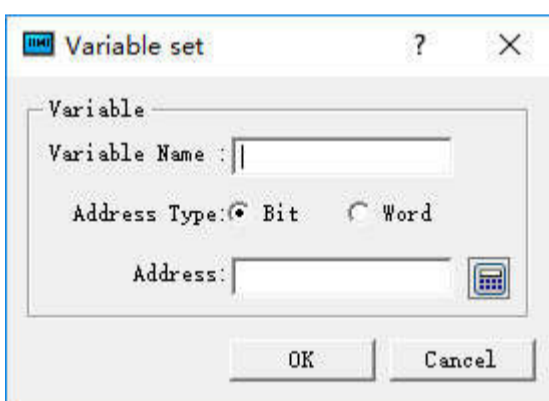 Variable set ? ×
Variable
Variable Name :
Address Type: Bit Word
Address:
OK Cancel